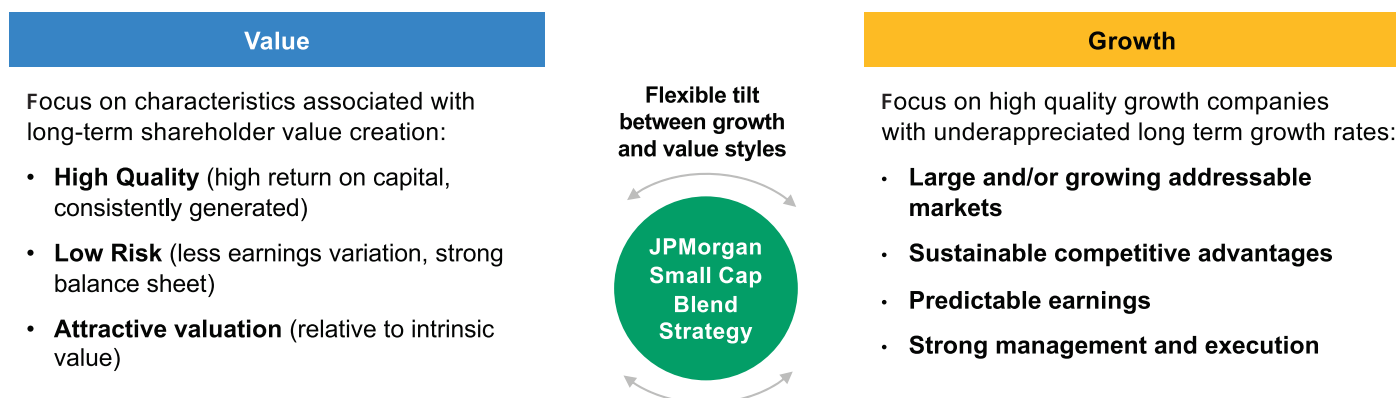 Value
Focus on characteristics associated with
long-term shareholder value creation:
• High Quality (high return on capital,
consistently generated)
• Low Risk (less earnings variation, strong
balance sheet)
• Attractive valuation (relative to intrinsic
value)
Flexible tilt
between growth
and value styles
JPMorgan
Small Cap
Blend
Strategy
Growth
Focus on high quality growth companies
with underappreciated long term growth rates:
• Large and/or growing addressable
markets
• Sustainable competitive advantages
• Predictable earnings
• Strong management and execution